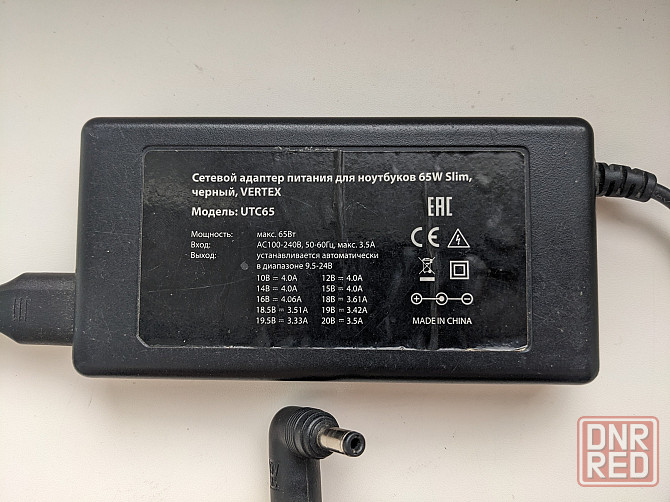 Сетевой адаптер питания для ноутбуков 65W Slim,
черный, VERTEX
Модель: UTC65
Мощность: макс. 65Вт
Вход: AC100-240В, 50-60Гц, макс. 3.5А
Выход: устанавливается автоматически
в диапазоне 9.5-24В
10В = 4.0А 12В = 4.0А
14В = 4.0А 15В = 4.0А
16В = 4.06А 18В = 3.61А
18.5В = 3.51А 19В = 3.42А
19.5В = 3.33А 20В = 3.5А
EAC
CE
MADE IN CHINA
DNR
RED